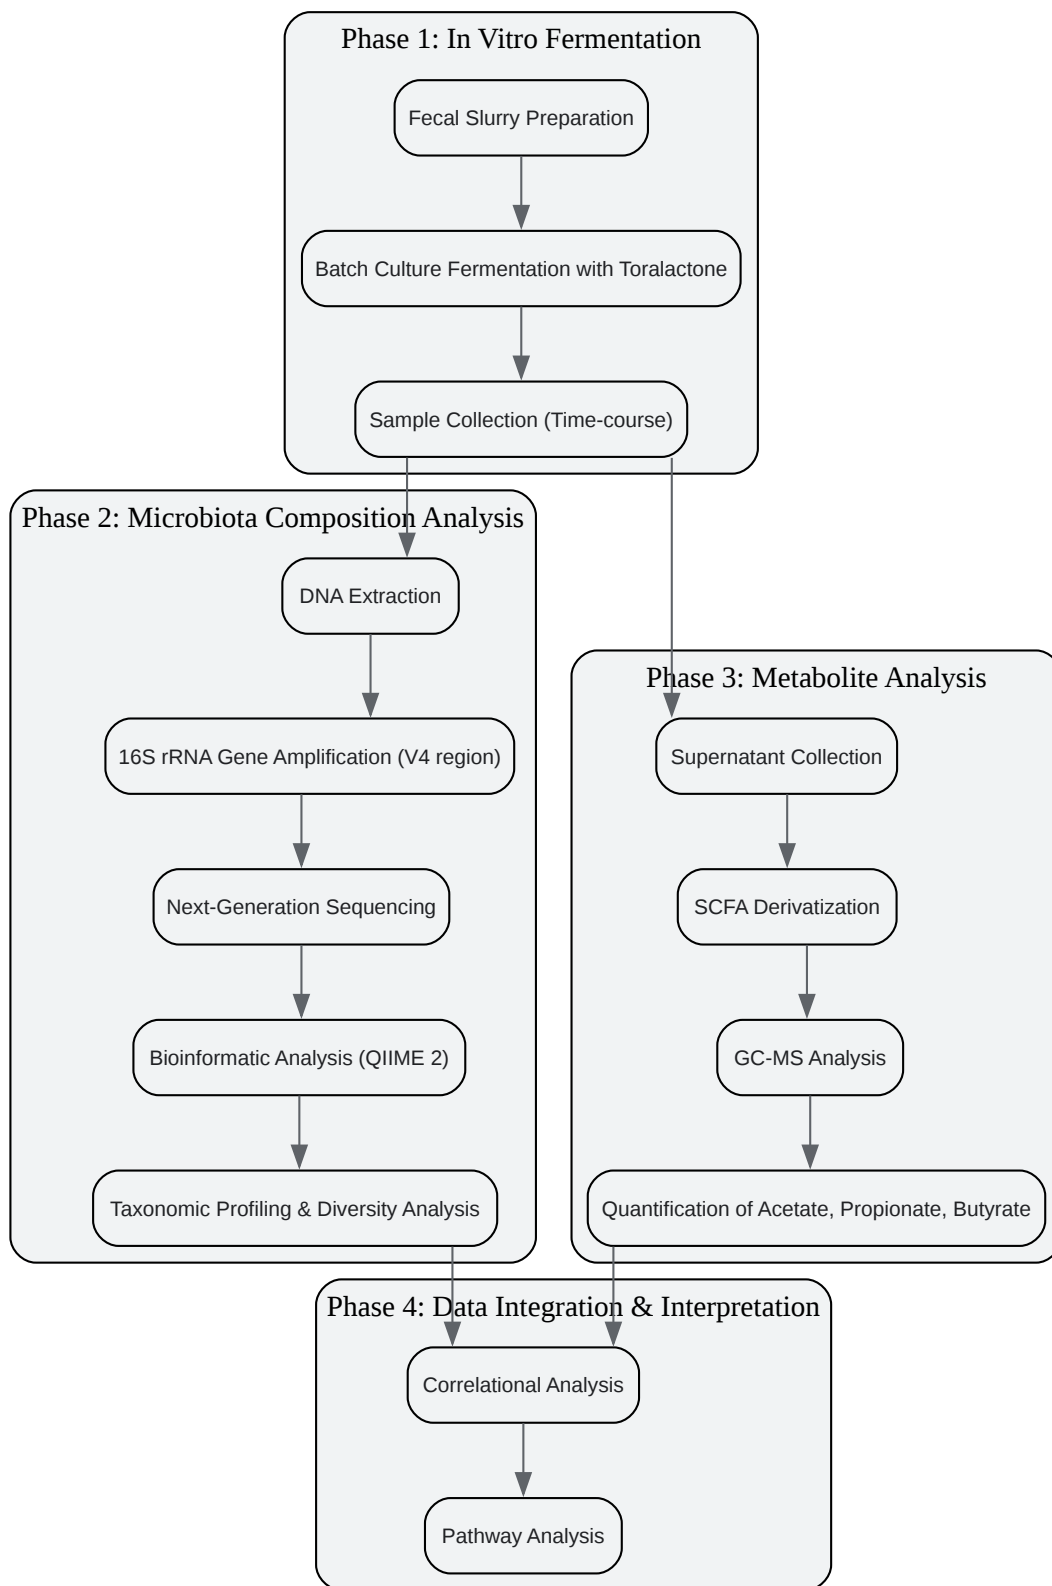 Phase 1: In Vitro Fermentation
Fecal Slurry Preparation
Batch Culture Fermentation with Toralactone
Sample Collection (Time-course)
Phase 2: Microbiota Composition Analysis
DNA Extraction
16S rRNA Gene Amplification (V4 region)
Next-Generation Sequencing
Bioinformatic Analysis (QIIME 2)
Taxonomic Profiling & Diversity Analysis
Phase 3: Metabolite Analysis
Supernatant Collection
SCFA Derivatization
GC-MS Analysis
Quantification of Acetate, Propionate, Butyrate
Phase 4: Data Integration & Interpretation
Correlational Analysis
Pathway Analysis